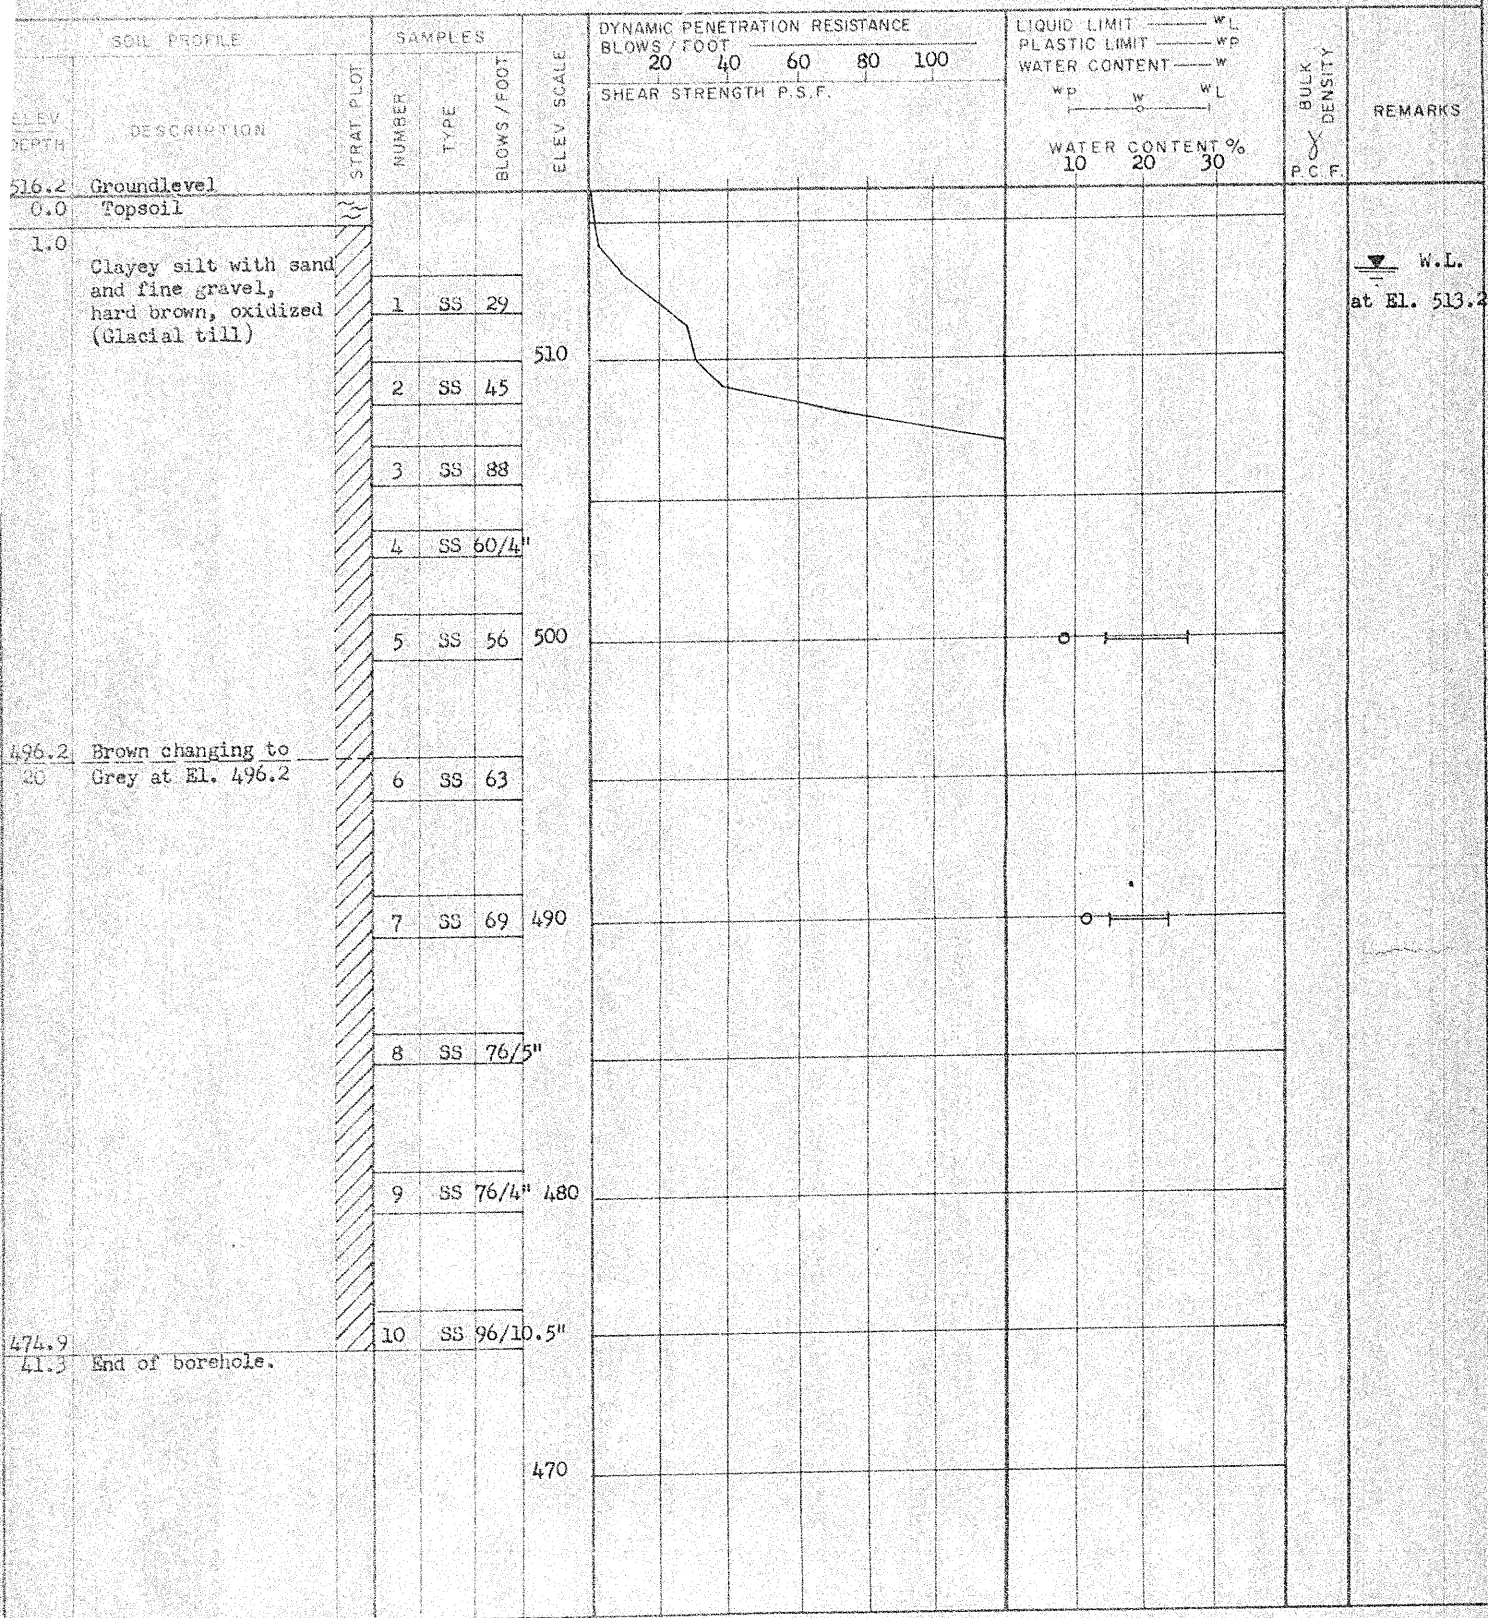 SOIL PROFILE
SAMPLES
ELEV
DEPTH
DESCRIPTION
STRAT PLOT
NUMBER
TYPE
BLOWS / FOOT
ELEV. SCALE
DYNAMIC PENETRATION RESISTANCE
BLOWS / FOOT
20 40 60 80 100
SHEAR STRENGTH P.S.F.
LIQUID LIMIT WL
PLASTIC LIMIT WP
WATER CONTENT W
WP W WL
WATER CONTENT %
10 20 30
BULK DENSITY
γ
P.C.F.
REMARKS
516.2 Groundlevel
0.0 Topsoil
1.0
Clayey silt with sand
and fine gravel,
hard brown, oxidized
(Glacial till)
W.L.
at El. 513.2
1 SS 29
510
2 SS 45
3 SS 88
4 SS 60/4"
5 SS 56 500
496.2 Brown changing to
20 Grey at El. 496.2
6 SS 63
7 SS 69 490
8 SS 76/5"
9 SS 76/4" 480
10 SS 96/10.5"
474.9
41.3 End of borehole.
470